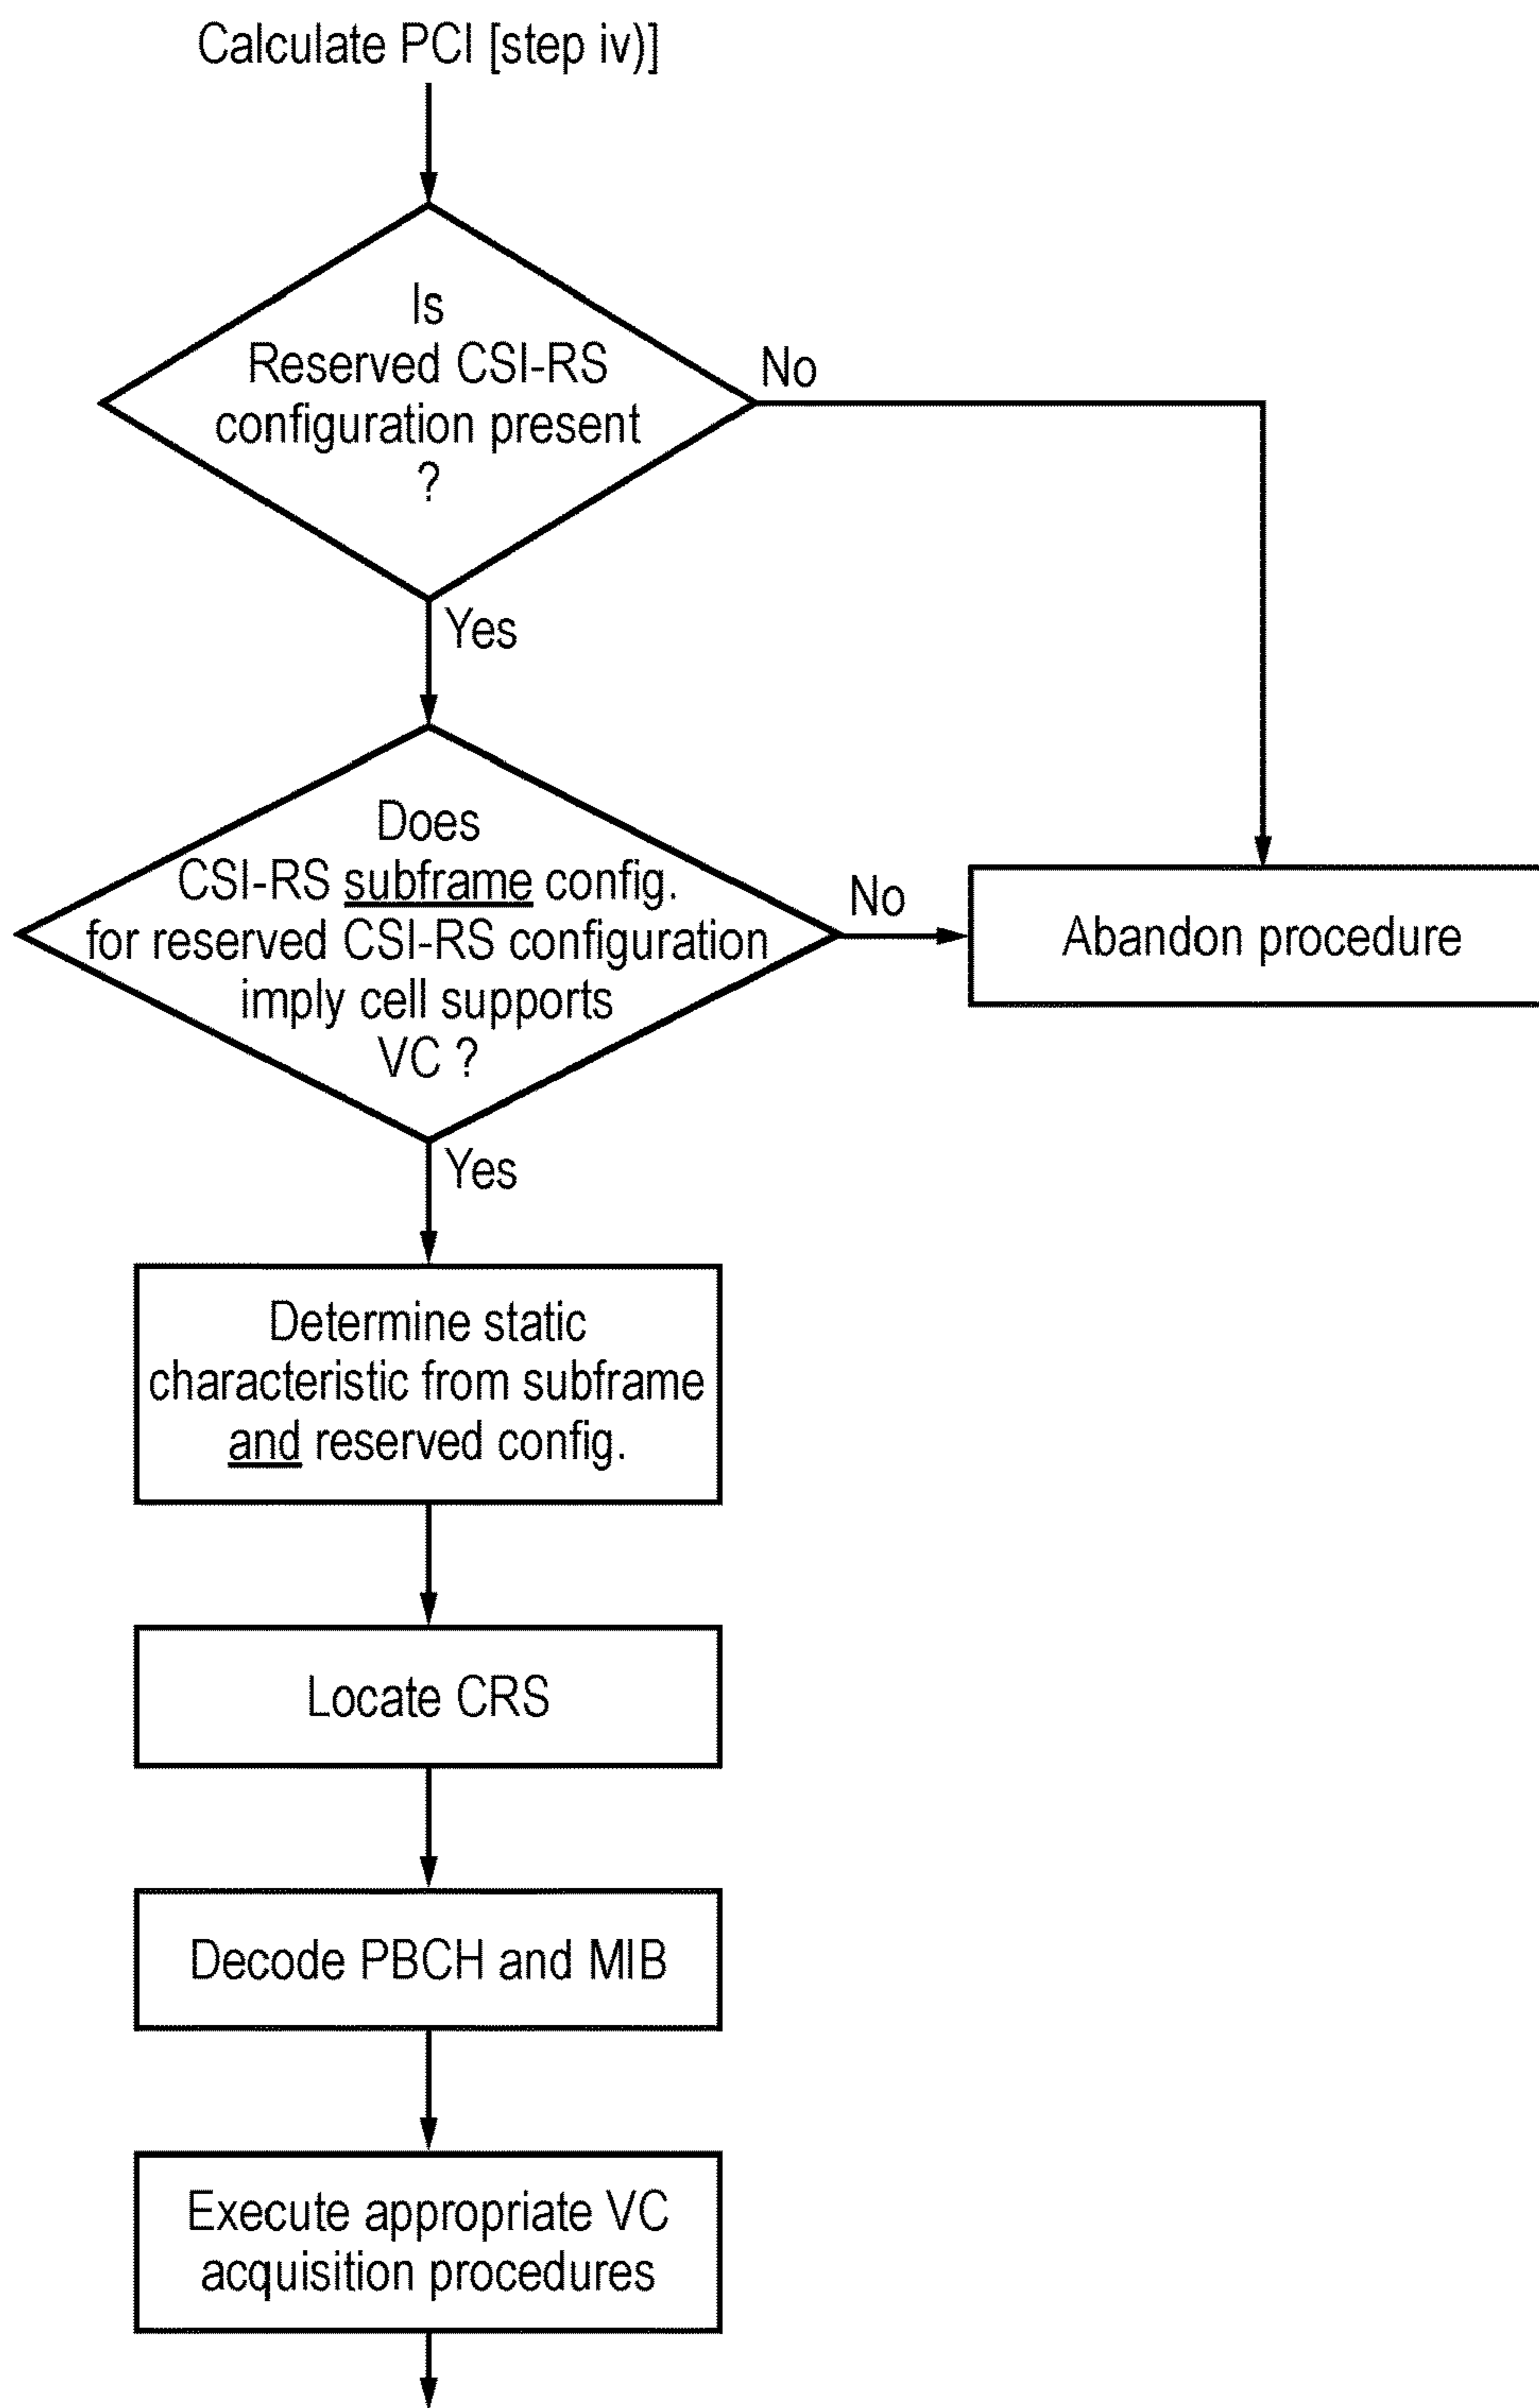 Calculate PCI [step iv)]
Is
Reserved CSI-RS
configuration present
?
No
Yes
Does
CSI-RS subframe config.
for reserved CSI-RS configuration
imply cell supports
VC ?
No
Abandon procedure
Yes
Determine static
characteristic from subframe
and reserved config.
Locate CRS
Decode PBCH and MIB
Execute appropriate VC
acquisition procedures